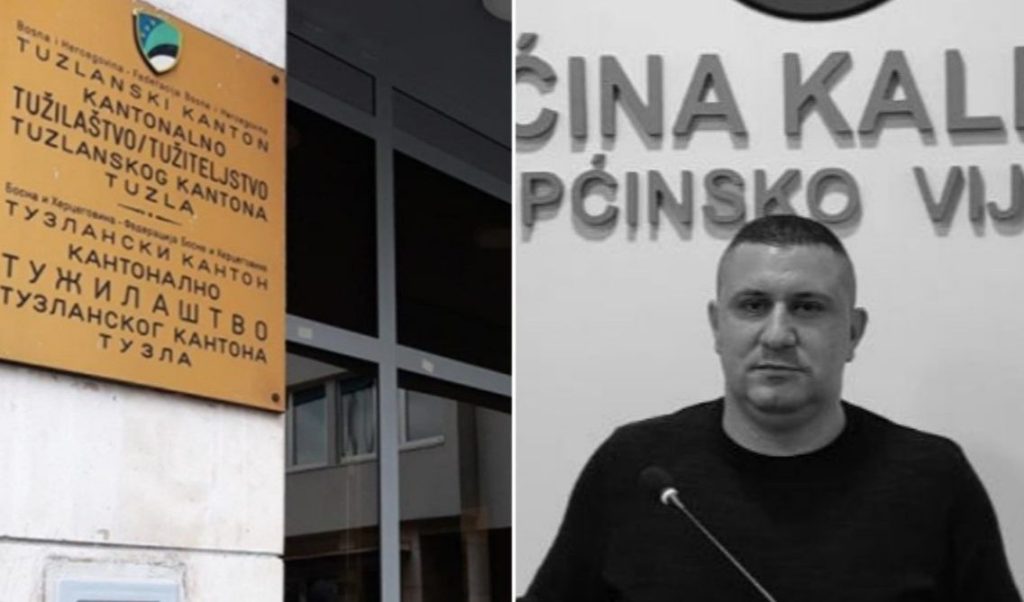 Bosna i Hercegovina - Federacija Bosne i Hercegovine
TUZLANSKI KANTON
KANTONALNO
TUŽILAŠTVO/TUŽITELJSTVO
TUZLANSKOG KANTONA
TUZLA
Босна и Херцеговина - Федерација Босне и Херцеговине
ТУЗЛАНСКИ КАНТОН
КАНТОНАЛНО
ТУЖИЛАШТВО
ТУЗЛАНСКОГ КАНТОНА
ТУЗЛА
ĆINA KAL
PĆINSKO VIJ